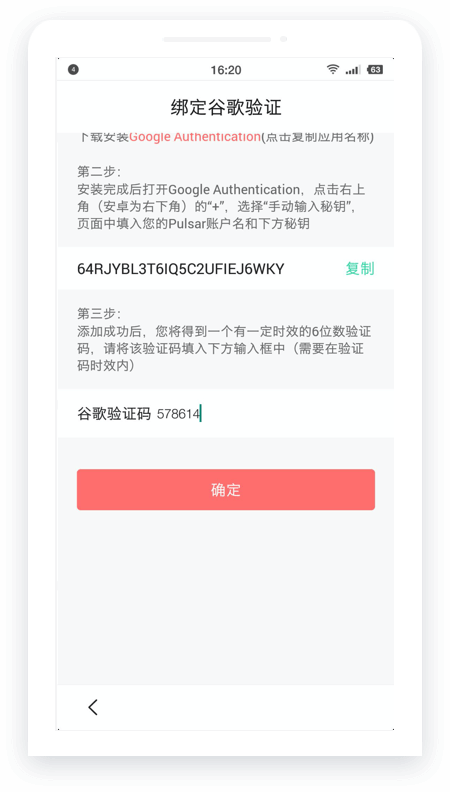 4
16:20
63
绑定谷歌验证
下载安装Google Authentication(点击复制应用名称)
第二步：
安装完成后打开Google Authentication，点击右上
角（安卓为右下角）的“+”，选择“手动输入秘钥”，
页面中填入您的Pulsar账户名和下方秘钥
64RJYBL3T6IQ5C2UFIEJ6WKY 复制
第三步：
添加成功后，您将得到一个有一定时效的6位数验证
码，请将该验证码填入下方输入框中（需要在验证
码时效内）
谷歌验证码 578614
确定